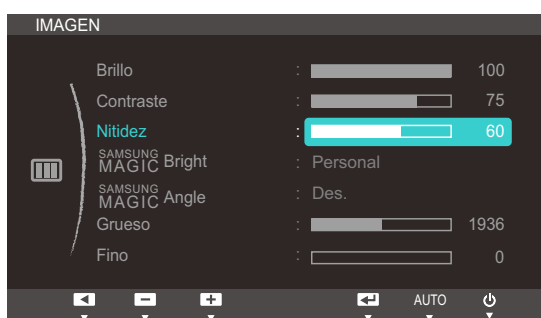 IMAGEN
Brillo : 100
Contraste : 75
Nitidez : 60
SAMSUNG MAGIC Bright : Personal
SAMSUNG MAGIC Angle : Des.
Grueso : 1936
Fino : 0
AUTO